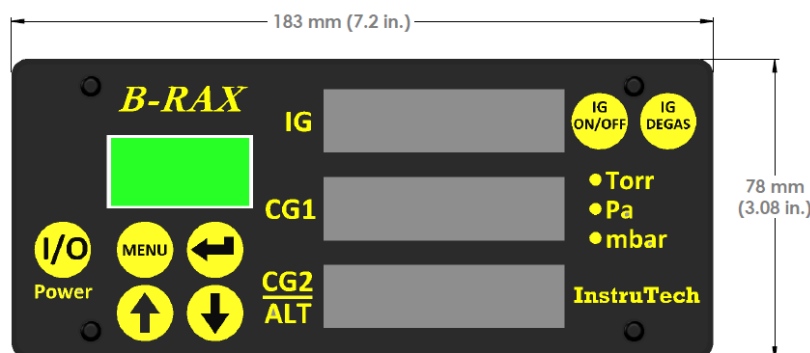 183 mm (7.2 in.)
B-RAX
IG
IG
ON/OFF
IG
DEGAS
CG1
Torr
Pa
mbar
78 mm
(3.08 in.)
I/O
Power
MENU
CG2
ALT
InstruTech